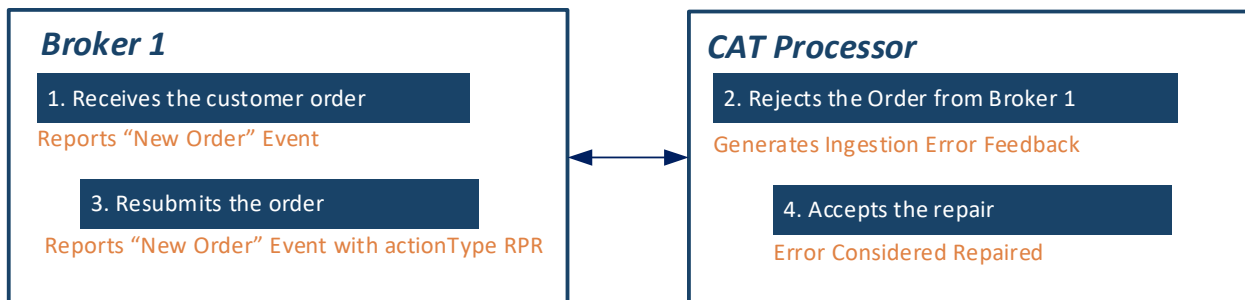 Broker 1
1. Receives the customer order
Reports “New Order” Event
3. Resubmits the order
Reports “New Order” Event with actionType RPR
CAT Processor
2. Rejects the Order from Broker 1
Generates Ingestion Error Feedback
4. Accepts the repair
Error Considered Repaired